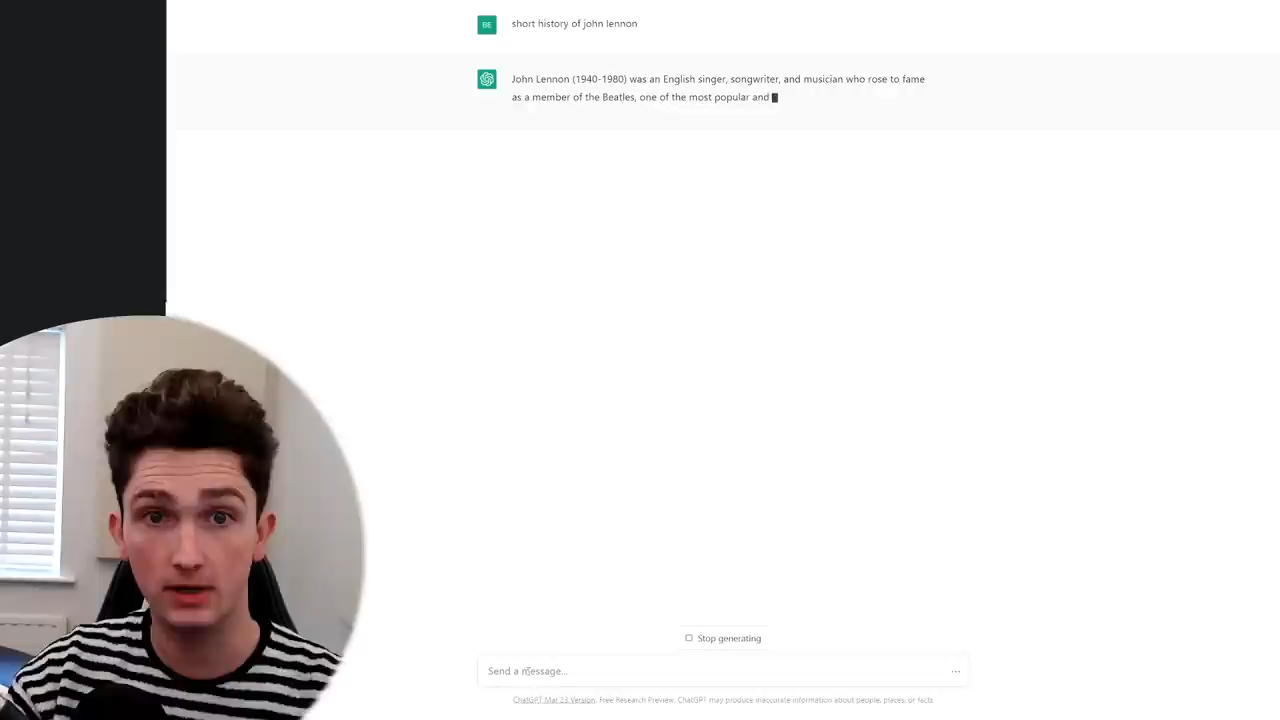 BE
short history of john lennon
John Lennon (1940-1980) was an English singer, songwriter, and musician who rose to fame
as a member of the Beatles, one of the most popular and
Stop generating
Send a message...
ChatGPT Mar 23 Version. Free Research Preview. ChatGPT may produce inaccurate information about people, places, or facts